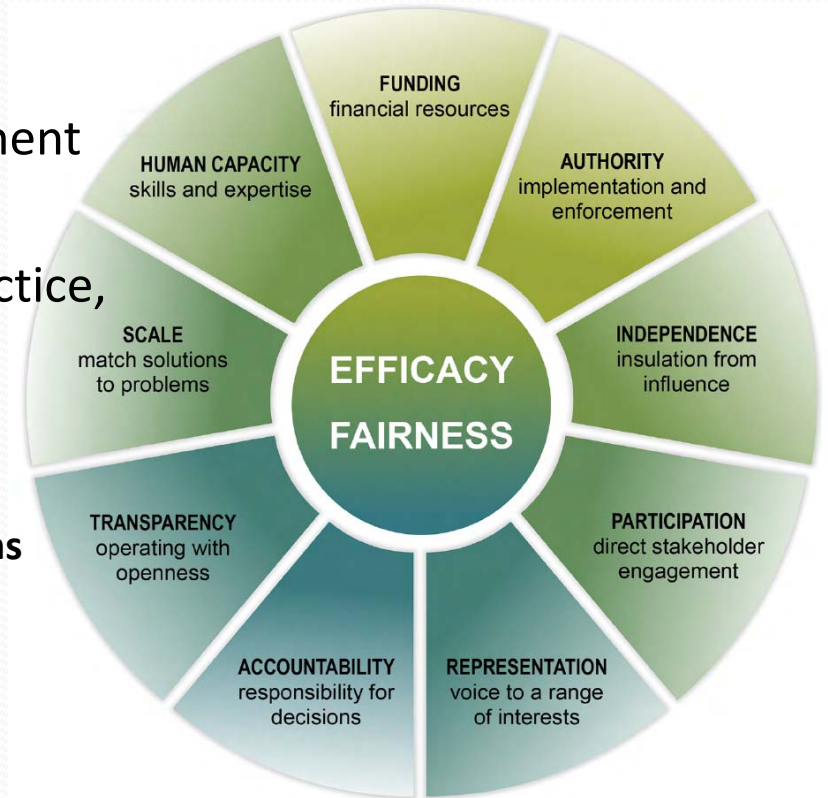 nent
ctice,
ns
FUNDING
financial resources
AUTHORITY
implementation and
enforcement
INDEPENDENCE
insulation from
influence
PARTICIPATION
direct stakeholder
engagement
REPRESENTATION
voice to a range
of interests
ACCOUNTABILITY
responsibility for
decisions
TRANSPARENCY
operating with
openness
SCALE
match solutions
to problems
HUMAN CAPACITY
skills and expertise
EFFICACY
FAIRNESS